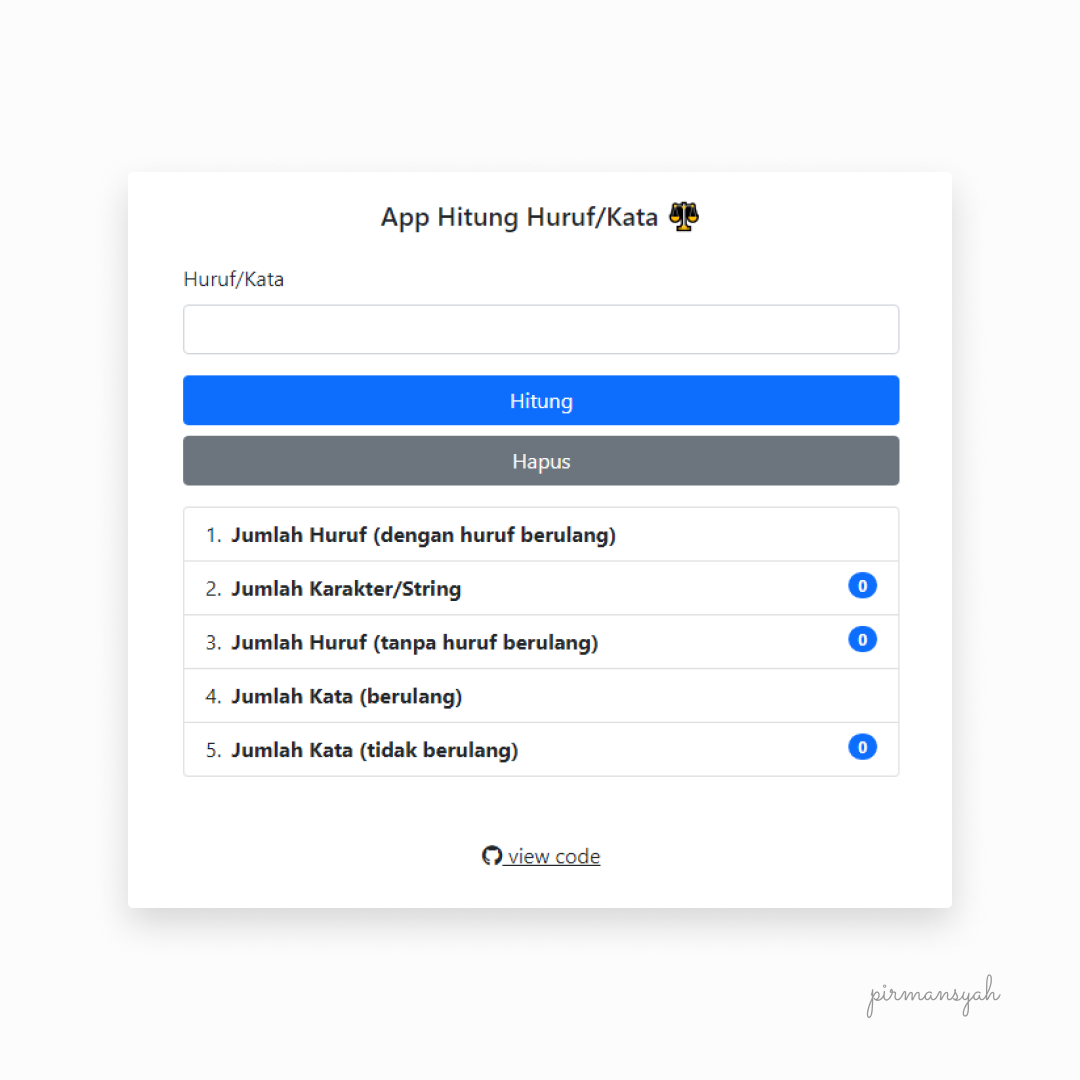 App Hitung Huruf/Kata
Huruf/Kata
Hitung
Hapus
1. Jumlah Huruf (dengan huruf berulang)
2. Jumlah Karakter/String 0
3. Jumlah Huruf (tanpa huruf berulang) 0
4. Jumlah Kata (berulang)
5. Jumlah Kata (tidak berulang) 0
view code
pirmansyah